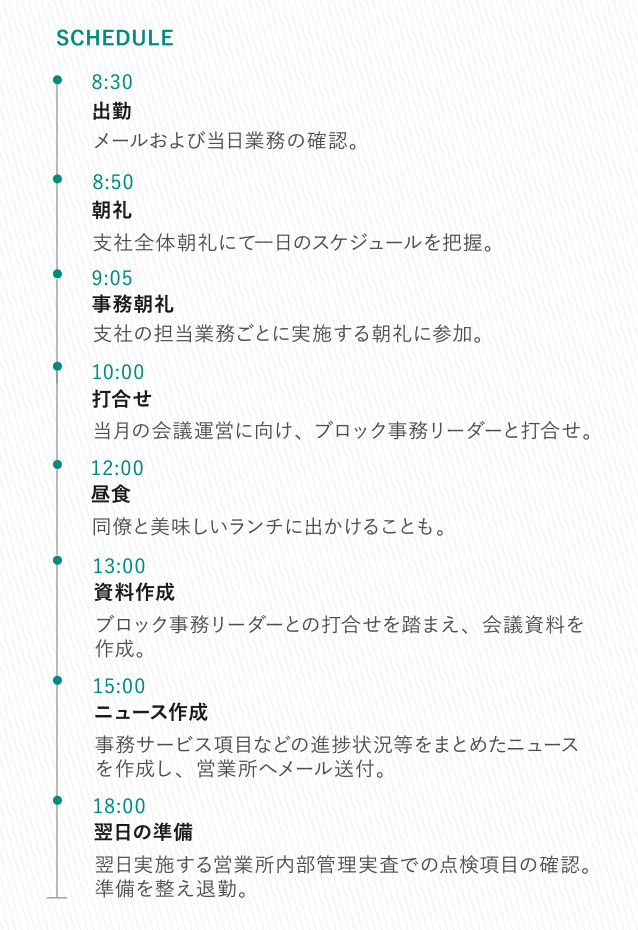 SCHEDULE
8:30
出勤
メールおよび当日業務の確認。
8:50
朝礼
支社全体朝礼にて一日のスケジュールを把握。
9:05
事務朝礼
支社の担当業務ごとに実施する朝礼に参加。
10:00
打合せ
当月の会議運営に向け、ブロック事務リーダーと打合せ。
12:00
昼食
同僚と美味しいランチに出かけることも。
13:00
資料作成
ブロック事務リーダーとの打合せを踏まえ、会議資料を
作成。
15:00
ニュース作成
事務サービス項目などの進捗状況等をまとめたニュース
を作成し、営業所へメール送付。
18:00
翌日の準備
翌日実施する営業所内部管理実査での点検項目の確認。
準備を整え退勤。